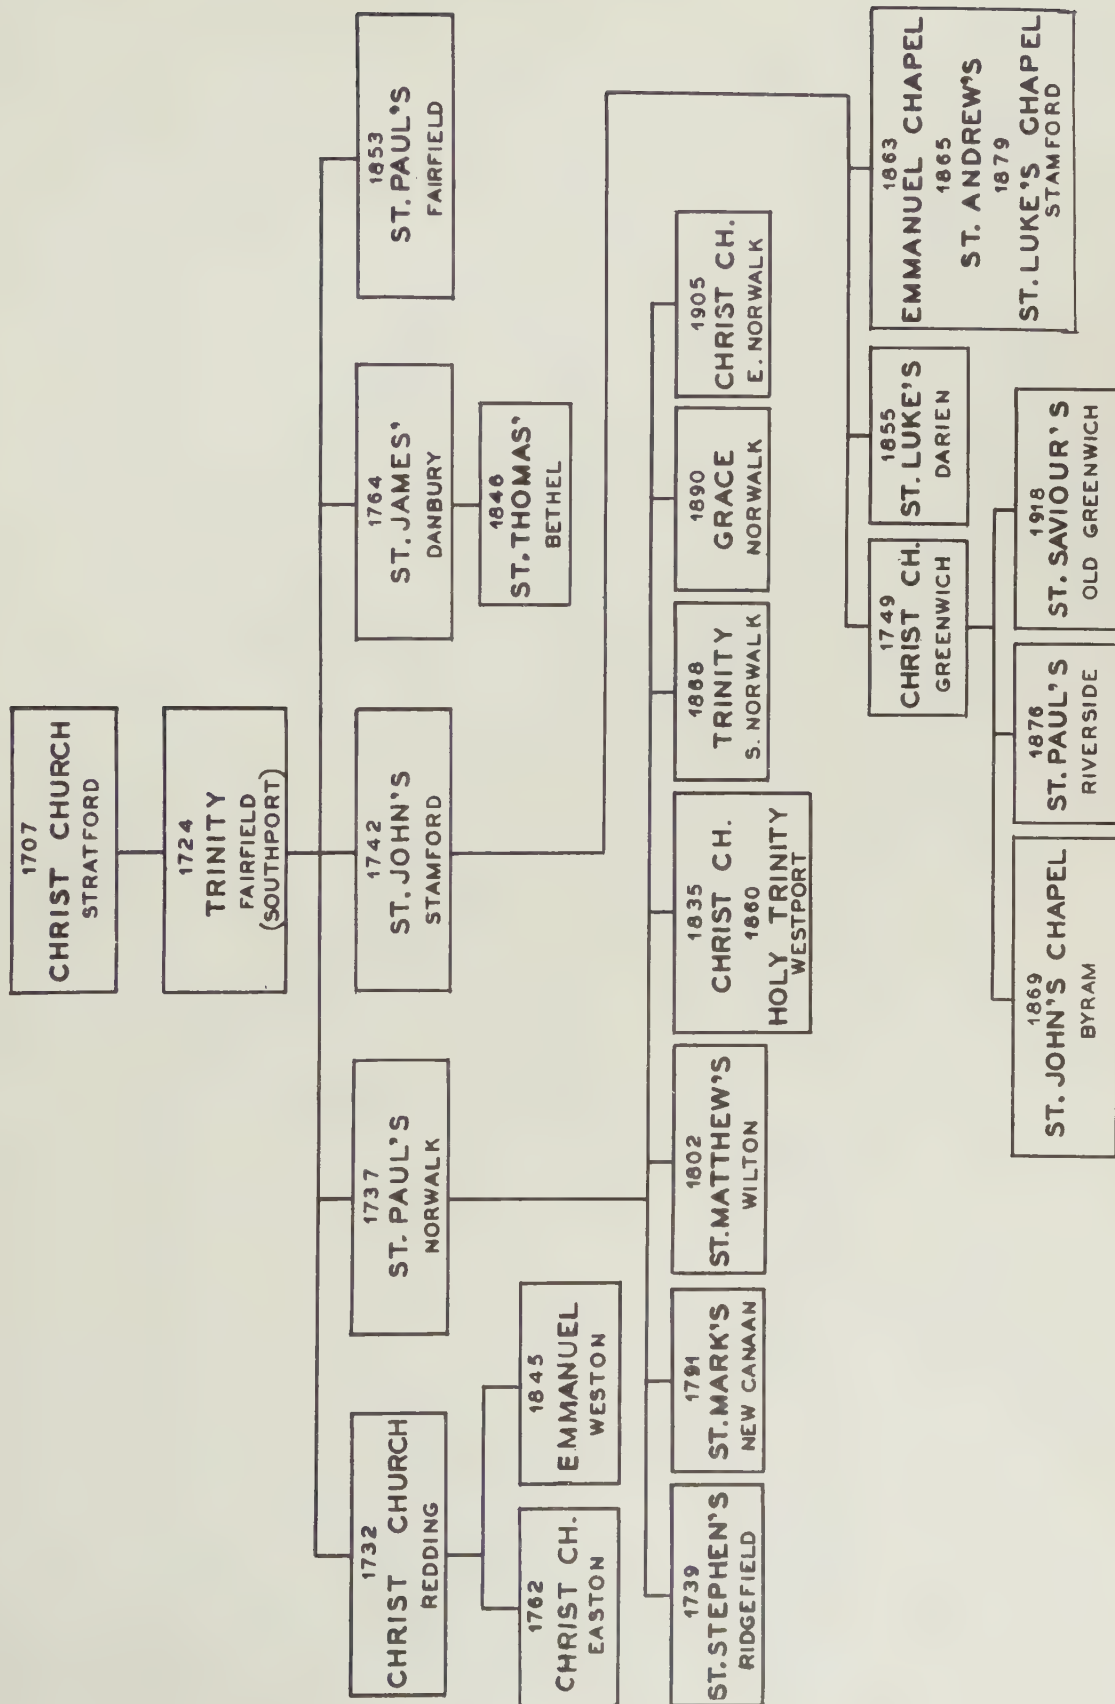 1707
CHRIST CHURCH
STRATFORD
1724
TRINITY
FAIRFIELD
(SOUTHPORT)
1732
CHRIST CHURCH
REDDING
1737
ST. PAUL'S
NORWALK
1742
ST. JOHN'S
STAMFORD
1764
ST. JAMES'
DANBURY
1853
ST. PAUL'S
FAIRFIELD
1762
CHRIST CH.
EASTON
1845
EMMANUEL
WESTON
1846
ST. THOMAS'
BETHEL
1739
ST. STEPHEN'S
RIDGEFIELD
1791
ST. MARK'S
NEW CANAAN
1802
ST. MATTHEW'S
WILTON
1835
CHRIST CH.
1860
HOLY TRINITY
WESTPORT
1868
TRINITY
S. NORWALK
1890
GRACE
NORWALK
1905
CHRIST CH.
E. NORWALK
1749
CHRIST CH.
GREENWICH
1855
ST. LUKE'S
DARIEN
1863
EMMANUEL CHAPEL
1865
ST. ANDREW'S
1879
ST. LUKE'S CHAPEL
STAMFORD
1869
ST. JOHN'S CHAPEL
BYRAM
1876
ST. PAUL'S
RIVERSIDE
1918
ST. SAVIOUR'S
OLD GREENWICH